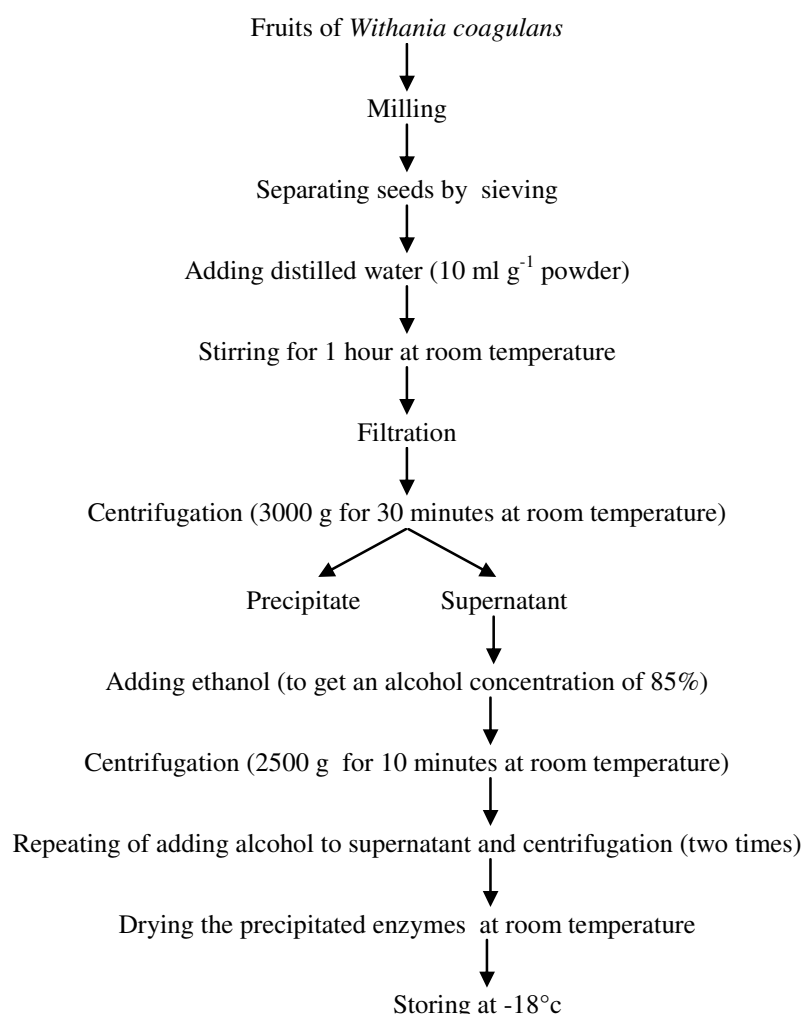 Fruits of Withania coagulans
Milling
Separating seeds by sieving
Adding distilled water (10 ml g-1 powder)
Stirring for 1 hour at room temperature
Filtration
Centrifugation (3000 g for 30 minutes at room temperature)
Precipitate Supernatant
Adding ethanol (to get an alcohol concentration of 85%)
Centrifugation (2500 g for 10 minutes at room temperature)
Repeating of adding alcohol to supernatant and centrifugation (two times)
Drying the precipitated enzymes at room temperature
Storing at -18°c